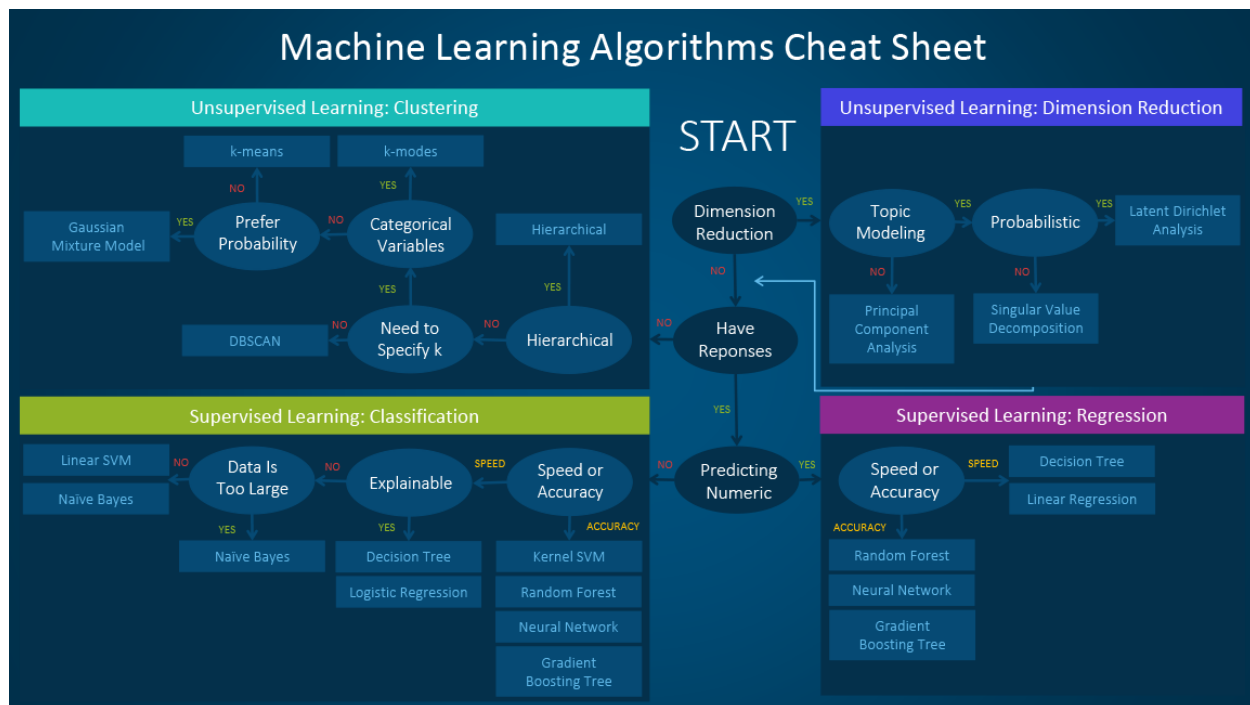 Machine Learning Algorithms Cheat Sheet
Unsupervised Learning: Clustering
k-means
k-modes
NO
YES
Gaussian
Mixture Model
YES
Prefer
Probability
NO
Categorical
Variables
Hierarchical
YES
YES
DBSCAN
NO
Need to
Specify k
NO
Hierarchical
START
Dimension
Reduction
YES
NO
NO
Have
Reponses
YES
NO
Predicting
Numeric
YES
Unsupervised Learning: Dimension Reduction
Topic
Modeling
YES
Probabilistic
YES
Latent Dirichlet
Analysis
NO
NO
Principal
Component
Analysis
Singular Value
Decomposition
Supervised Learning: Classification
Linear SVM
Naïve Bayes
NO
Data Is
Too Large
NO
Explainable
SPEED
Speed or
Accuracy
YES
YES
ACCURACY
Naïve Bayes
Decision Tree
Logistic Regression
Kernel SVM
Random Forest
Neural Network
Gradient
Boosting Tree
Supervised Learning: Regression
Speed or
Accuracy
SPEED
Decision Tree
Linear Regression
ACCURACY
Random Forest
Neural Network
Gradient
Boosting Tree